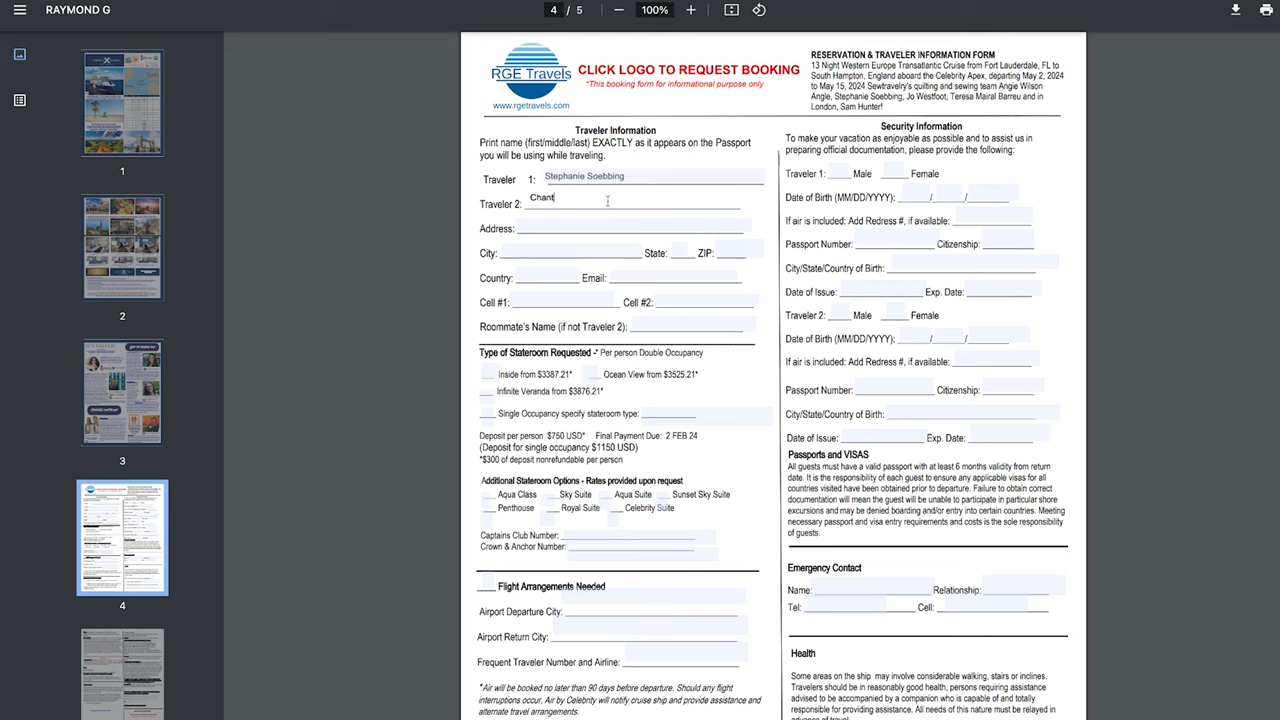 RAYMOND G
4 / 5
100%
1
2
3
4
RGE Travels
www.rgetravels.com
CLICK LOGO TO REQUEST BOOKING
*This booking form for informational purpose only
RESERVATION & TRAVELER INFORMATION FORM
13 Night Western Europe Transatlantic Cruise from Fort Lauderdale, FL to
South Hampton, England aboard the Celebrity Apex, departing May 2, 2024
to May 15, 2024 Sewtravely's quilting and sewing team Angie Wilson
Angle, Stephanie Soebbing, Jo Westfoot, Teresa Mairal Barreu and in
London, Sam Hunter!
Traveler Information
Print name (first/middle/last) EXACTLY as it appears on the Passport
you will be using while traveling.
Traveler 1: Stephanie Soebbing
Traveler 2: Chant
Address:
City: State: ZIP:
Country: Email:
Cell #1: Cell #2:
Roommate's Name (if not Traveler 2):
Type of Stateroom Requested - * Per person Double Occupancy
Inside from $3387.21* Ocean View from $3525.21*
Infinite Veranda from $3876.21*
Single Occupancy specify stateroom type:
Deposit per person $750 USD* Final Payment Due: 2 FEB 24
(Deposit for single occupancy $1150 USD)
*$300 of deposit nonrefundable per person
Additional Stateroom Options - Rates provided upon request
Aqua Class Sky Suite Aqua Suite Sunset Sky Suite
Penthouse Royal Suite Celebrity Suite
Captains Club Number:
Crown & Anchor Number:
Flight Arrangements Needed
Airport Departure City:
Airport Return City:
Frequent Traveler Number and Airline:
*Air will be booked no later than 90 days before departure. Should any flight
interruptions occur, Air by Celebrity will notify cruise ship and provide assistance and
alternate travel arrangements.
Security Information
To make your vacation as enjoyable as possible and to assist us in
preparing official documentation, please provide the following:
Traveler 1: Male Female
Date of Birth (MM/DD/YYYY): / /
If air is included: Add Redress #, if available:
Passport Number: Citizenship:
City/State/Country of Birth:
Date of Issue: Exp. Date:
Traveler 2: Male Female
Date of Birth (MM/DD/YYYY): / /
If air is included: Add Redress #, if available:
Passport Number: Citizenship:
City/State/Country of Birth:
Date of Issue: Exp. Date:
Passports and VISAS
All guests must have a valid passport with at least 6 months validity from return
date. It is the responsibility of each guest to ensure any applicable visas for all
countries visited have been obtained prior to departure. Failure to obtain correct
documentation will mean the guest will be unable to participate in particular shore
excursions and may be denied boarding and/or entry into certain countries. Meeting
necessary passport and visa entry requirements and costs is the sole responsibility
of guests.
Emergency Contact
Name: Relationship:
Tel: Cell:
Health
Some areas on the ship may involve considerable walking, stairs or inclines.
Travelers should be in reasonably good health, persons requiring assistance
advised to be accompanied by a companion who is capable of and totally
responsible for providing assistance. All needs of this nature must be relayed in
advance of travel.